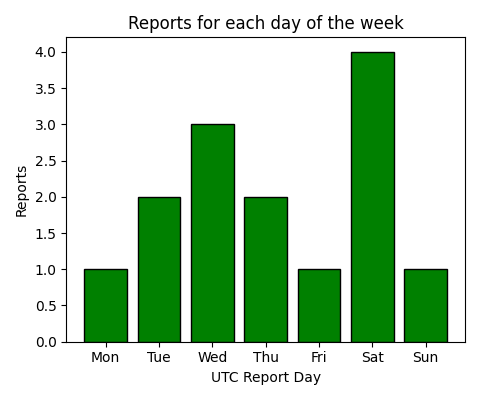 Reports for each day of the week
4.0
3.5
3.0
2.5
2.0
1.5
1.0
0.5
0.0
Reports
Mon Tue Wed Thu Fri Sat Sun
UTC Report Day